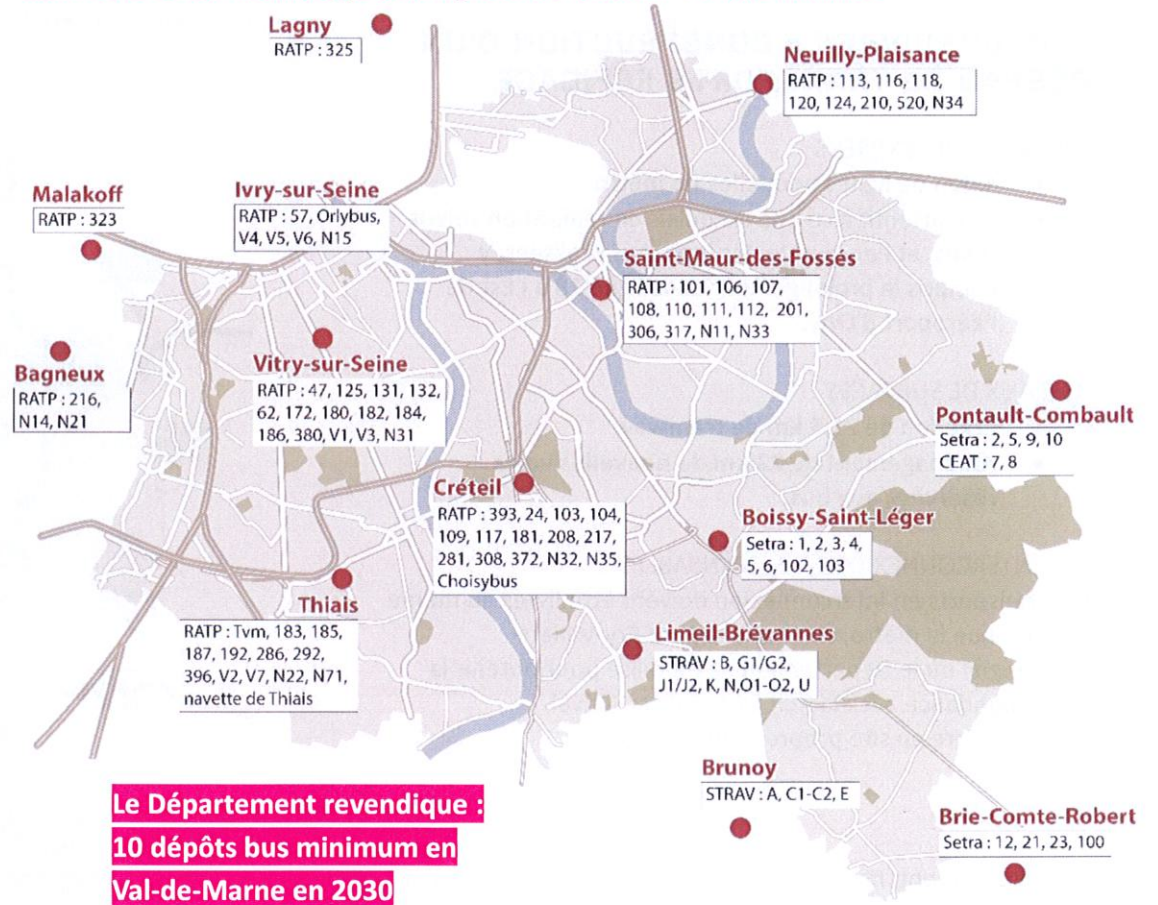 Lagny
RATP : 325
Neuilly-Plaisance
RATP : 113, 116, 118,
120, 124, 210, 520, N34
Malakoff
RATP : 323
Ivry-sur-Seine
RATP : 57, Orlybus,
V4, V5, V6, N15
Saint-Maur-des-Fossés
RATP : 101, 106, 107,
108, 110, 111, 112, 201,
306, 317, N11, N33
Bagneux
RATP : 216,
N14, N21
Vitry-sur-Seine
RATP : 47, 125, 131, 132,
62, 172, 180, 182, 184,
186, 380, V1, V3, N31
Pontault-Combault
Setra : 2, 5, 9, 10
CEAT : 7, 8
Créteil
RATP : 393, 24, 103, 104,
109, 117, 181, 208, 217,
281, 308, 372, N32, N35,
Choisybus
Boissy-Saint-Léger
Setra : 1, 2, 3, 4,
5, 6, 102, 103
Thiais
RATP : Tvm, 183, 185,
187, 192, 286, 292,
396, V2, V7, N22, N71,
navette de Thiais
Limeil-Brévannes
STRAV : B, G1/G2,
J1/J2, K, N,O1-O2, U
Brunoy
STRAV : A, C1-C2, E
Brie-Comte-Robert
Setra : 12, 21, 23, 100
Le Département revendique :
10 dépôts bus minimum en
Val-de-Marne en 2030